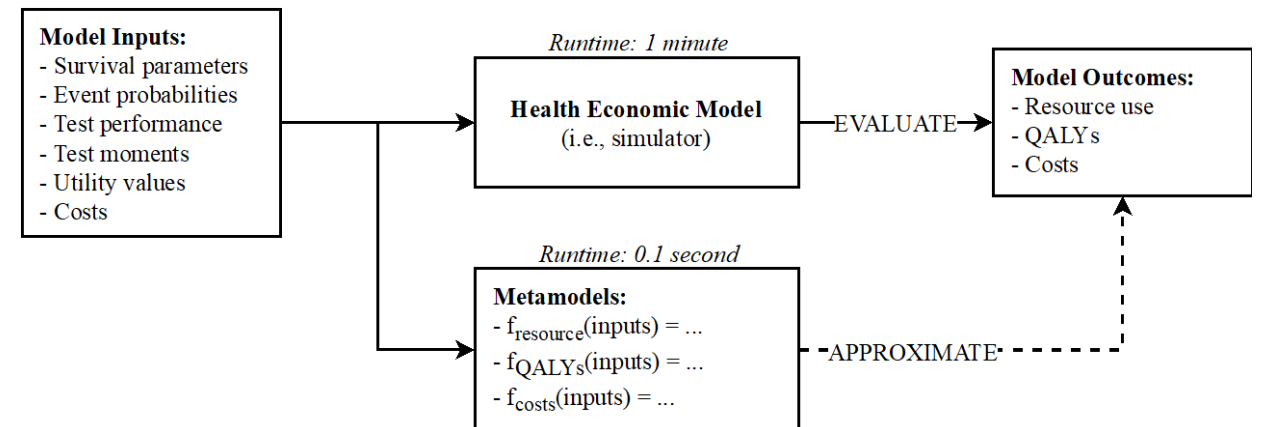 Model Inputs:
- Survival parameters
- Event probabilities
- Test performance
- Test moments
- Utility values
- Costs
Runtime: 1 minute
Health Economic Model
(i.e., simulator)
EVALUATE
Model Outcomes:
- Resource use
- QALYs
- Costs
Runtime: 0.1 second
Metamodels:
- fresource(inputs) = ...
- fQALYs(inputs) = ...
- fcosts(inputs) = ...
APPROXIMATE